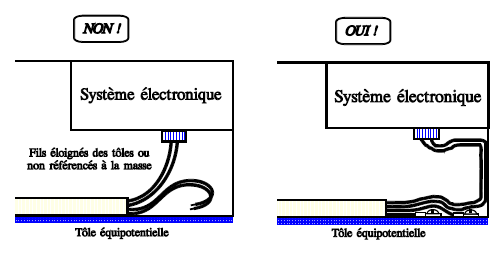 NON !
OUI !
Système électronique
Système électronique
Fils éloignés des tôles ou
non référencés à la masse
Tôle équipotentielle
Tôle équipotentielle